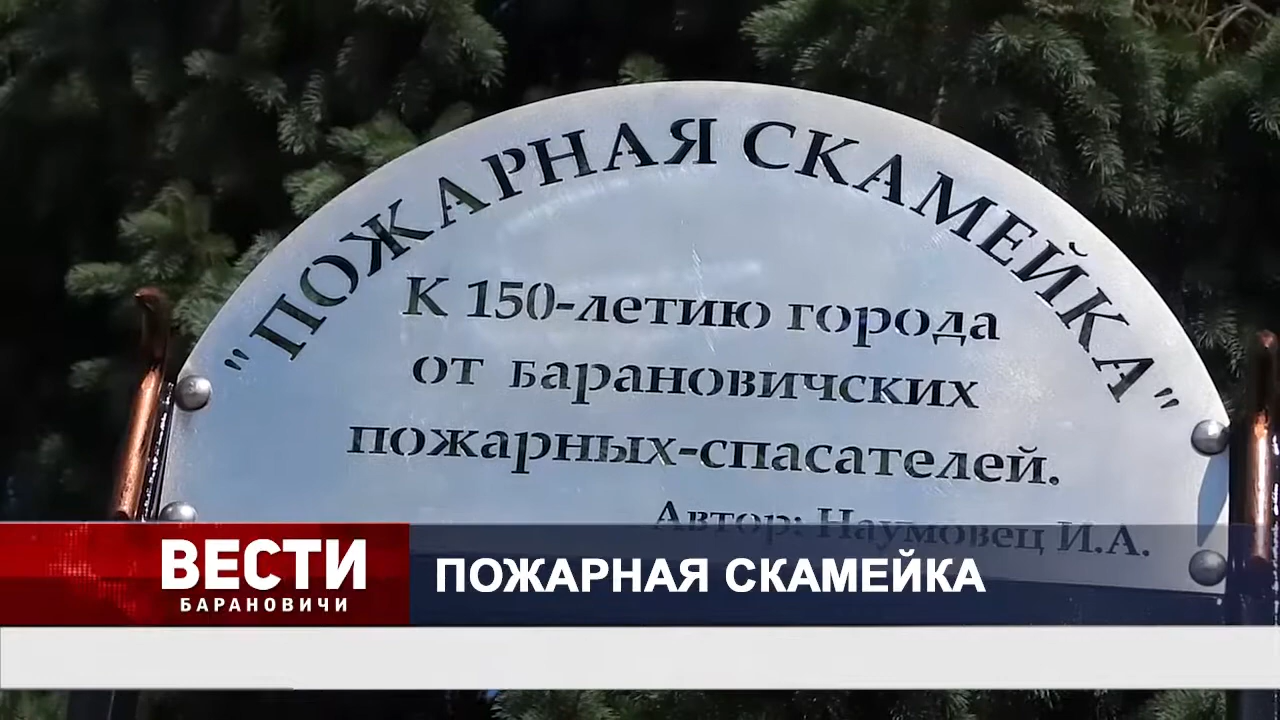 "ПОЖАРНАЯ СКАМЕЙКА"
К 150-летию города
от Барановичских
пожарных-спасателей.
Автор: Наумовец И.А.
ВЕСТИ
БАРАНОВИЧИ
ПОЖАРНАЯ СКАМЕЙКА